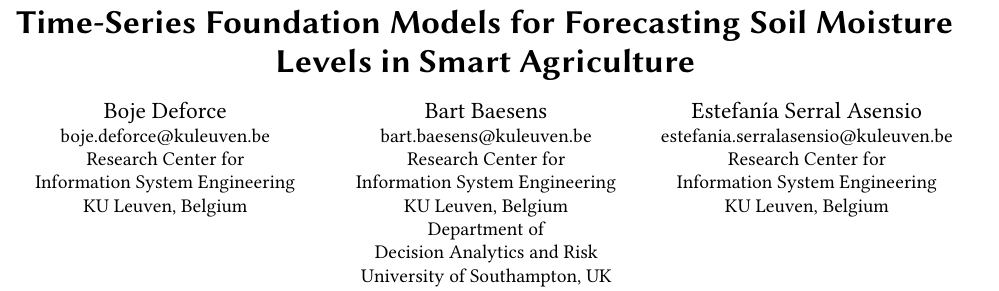 Time-Series Foundation Models for Forecasting Soil Moisture
Levels in Smart Agriculture
Boje Deforce
boje.deforce@kuleuven.be
Research Center for
Information System Engineering
KU Leuven, Belgium
Bart Baesens
bart.baesens@kuleuven.be
Research Center for
Information System Engineering
KU Leuven, Belgium
Department of
Decision Analytics and Risk
University of Southampton, UK
Estefanía Serral Asensio
estefania.serralasensio@kuleuven.be
Research Center for
Information System Engineering
KU Leuven, Belgium